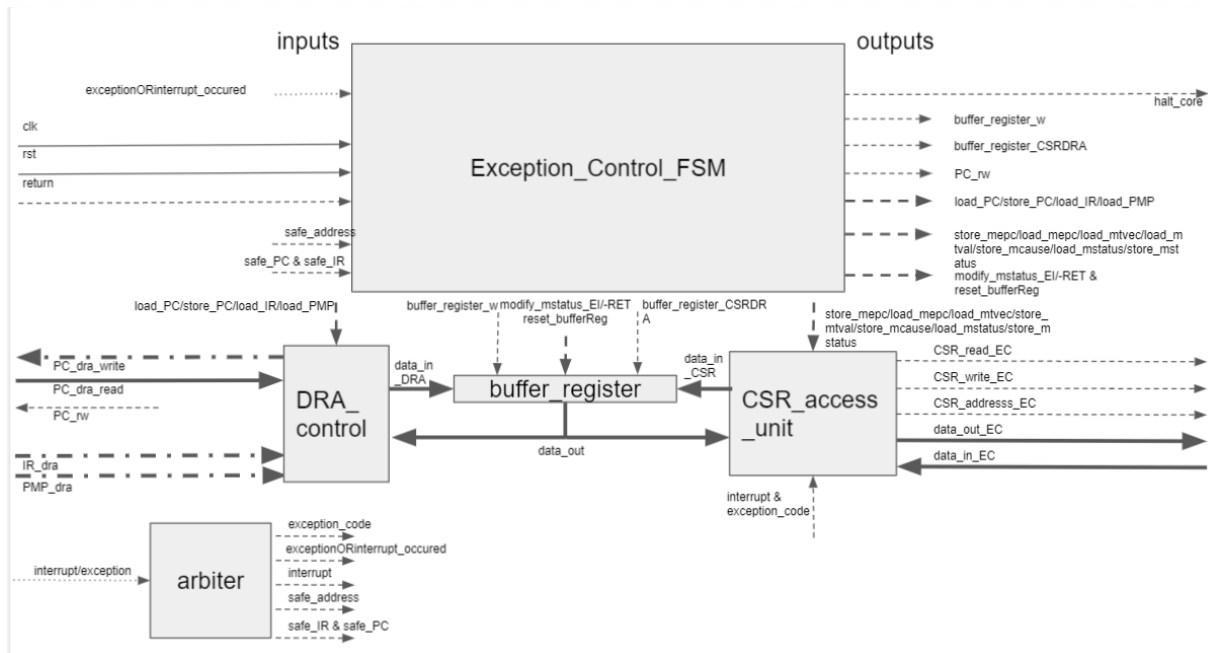 inputs
outputs
exceptionORinterrupt_occured
halt_core
clk
buffer_register_w
rst
buffer_register_CSRDRA
Exception_Control_FSM
return
PC_rw
load_PC/store_PC/load_IR/load_PMP
safe_address
store_mepc/load_mepc/load_mtvec/load_m
tval/store_mcause/load_mstatus/store_mst
atus
safe_PC & safe_IR
modify_mstatus_EI/-RET &
reset_bufferReg
load_PC/store_PC/load_IR/load_PMP
buffer_register_w
modify_mstatus_EI/-RET
reset_bufferReg
buffer_register_CSRDR
A
store_mepc/load_mepc/load_mtvec/store_
mtval/store_mcause/load_mstatus/store_m
status
PC_dra_write
PC_dra_read
PC_rw
IR_dra
PMP_dra
DRA_
control
data_in
_DRA
buffer_register
data_in
_CSR
data_out
CSR_access
_unit
CSR_read_EC
CSR_write_EC
CSR_addresss_EC
data_out_EC
data_in_EC
interrupt &
exception_code
interrupt/exception
arbiter
exception_code
exceptionORinterrupt_occured
interrupt
safe_address
safe_IR & safe_PC